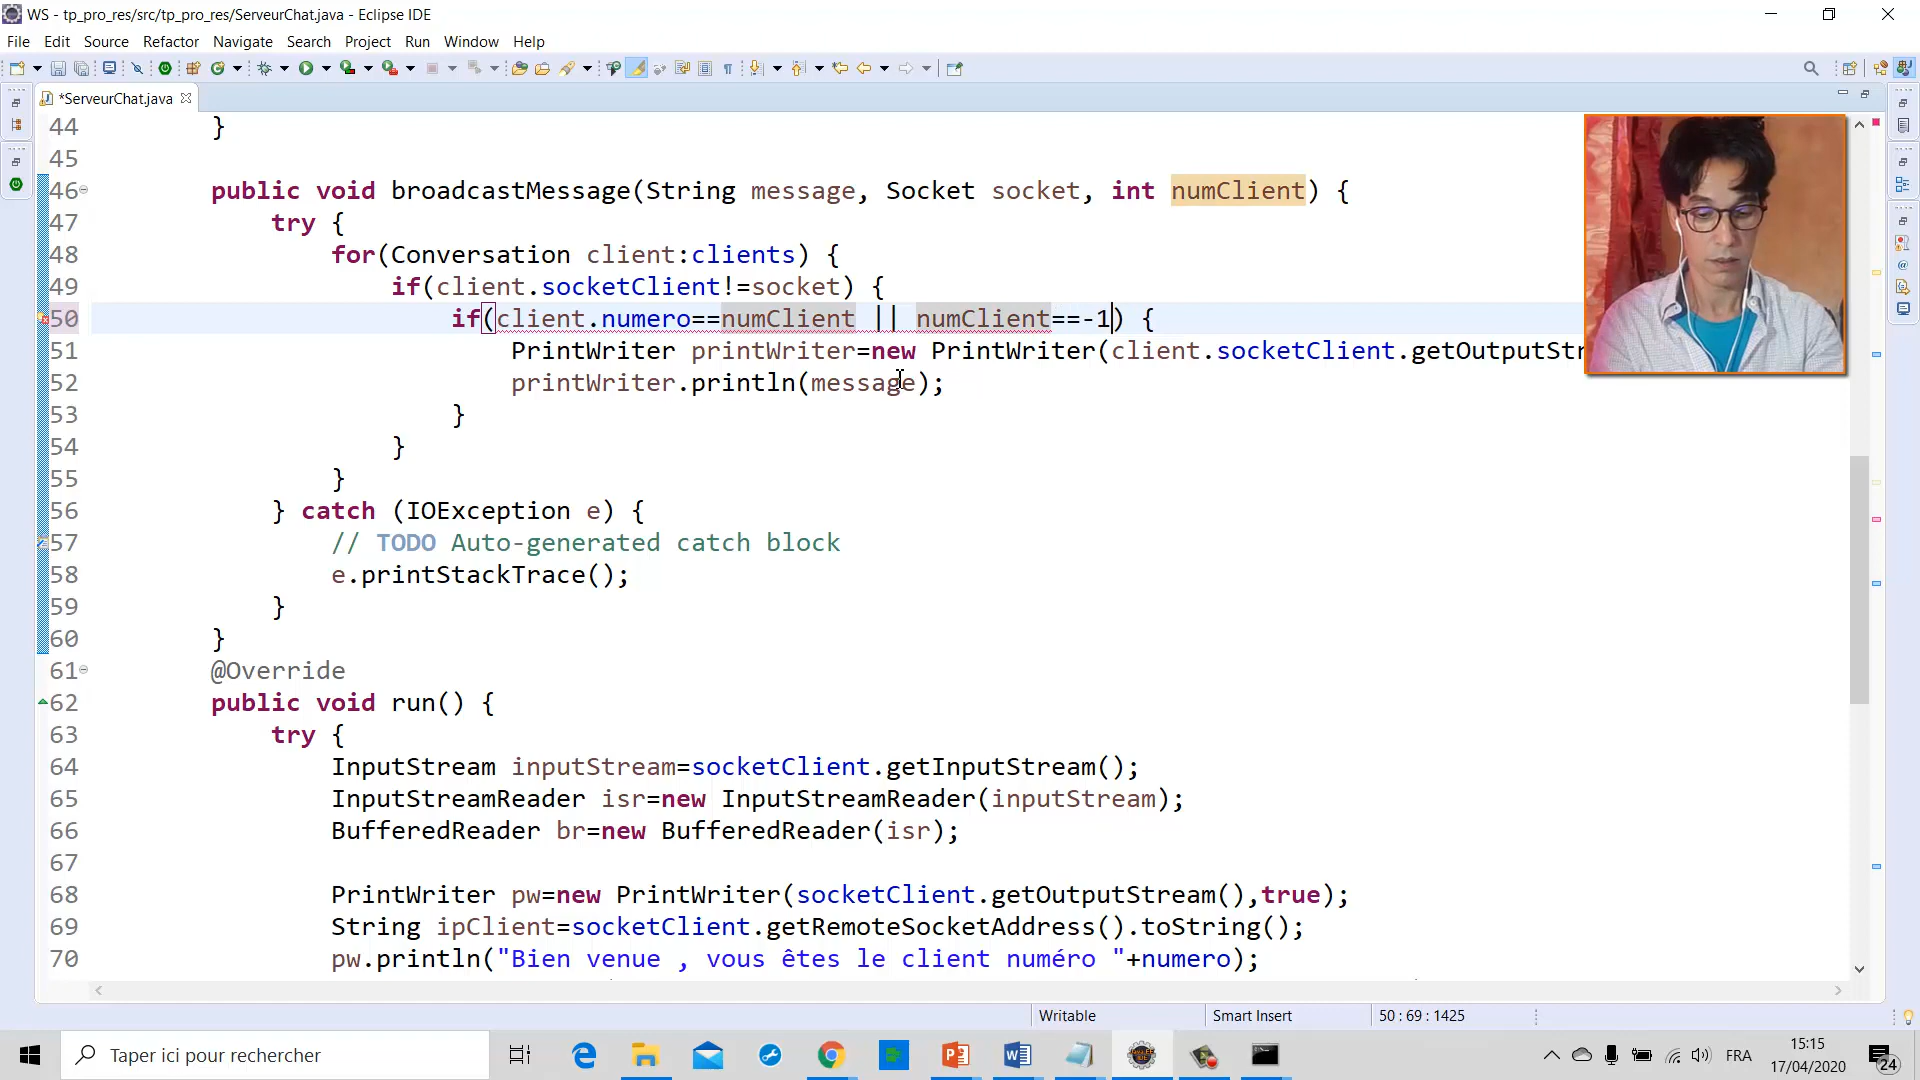 WS - tp_pro_res/src/tp_pro_res/ServeurChat.java - Eclipse IDE
File Edit Source Refactor Navigate Search Project Run Window Help
*ServeurChat.java
44 }
45
46 public void broadcastMessage(String message, Socket socket, int numClient) {
47 try {
48 for(Conversation client:clients) {
49 if(client.socketClient!=socket) {
50 if(client.numero==numClient || numClient==-1) {
51 PrintWriter printWriter=new PrintWriter(client.socketClient.getOutputStr
52 printWriter.println(message);
53 }
54 }
55 }
56 } catch (IOException e) {
57 // TODO Auto-generated catch block
58 e.printStackTrace();
59 }
60 }
61 @Override
62 public void run() {
63 try {
64 InputStream inputStream=socketClient.getInputStream();
65 InputStreamReader isr=new InputStreamReader(inputStream);
66 BufferedReader br=new BufferedReader(isr);
67
68 PrintWriter pw=new PrintWriter(socketClient.getOutputStream(),true);
69 String ipClient=socketClient.getRemoteSocketAddress().toString();
70 pw.println("Bien venue , vous êtes le client numéro "+numero);
Writable Smart Insert 50 : 69 : 1425
Taper ici pour rechercher
FRA
15:15
17/04/2020
24